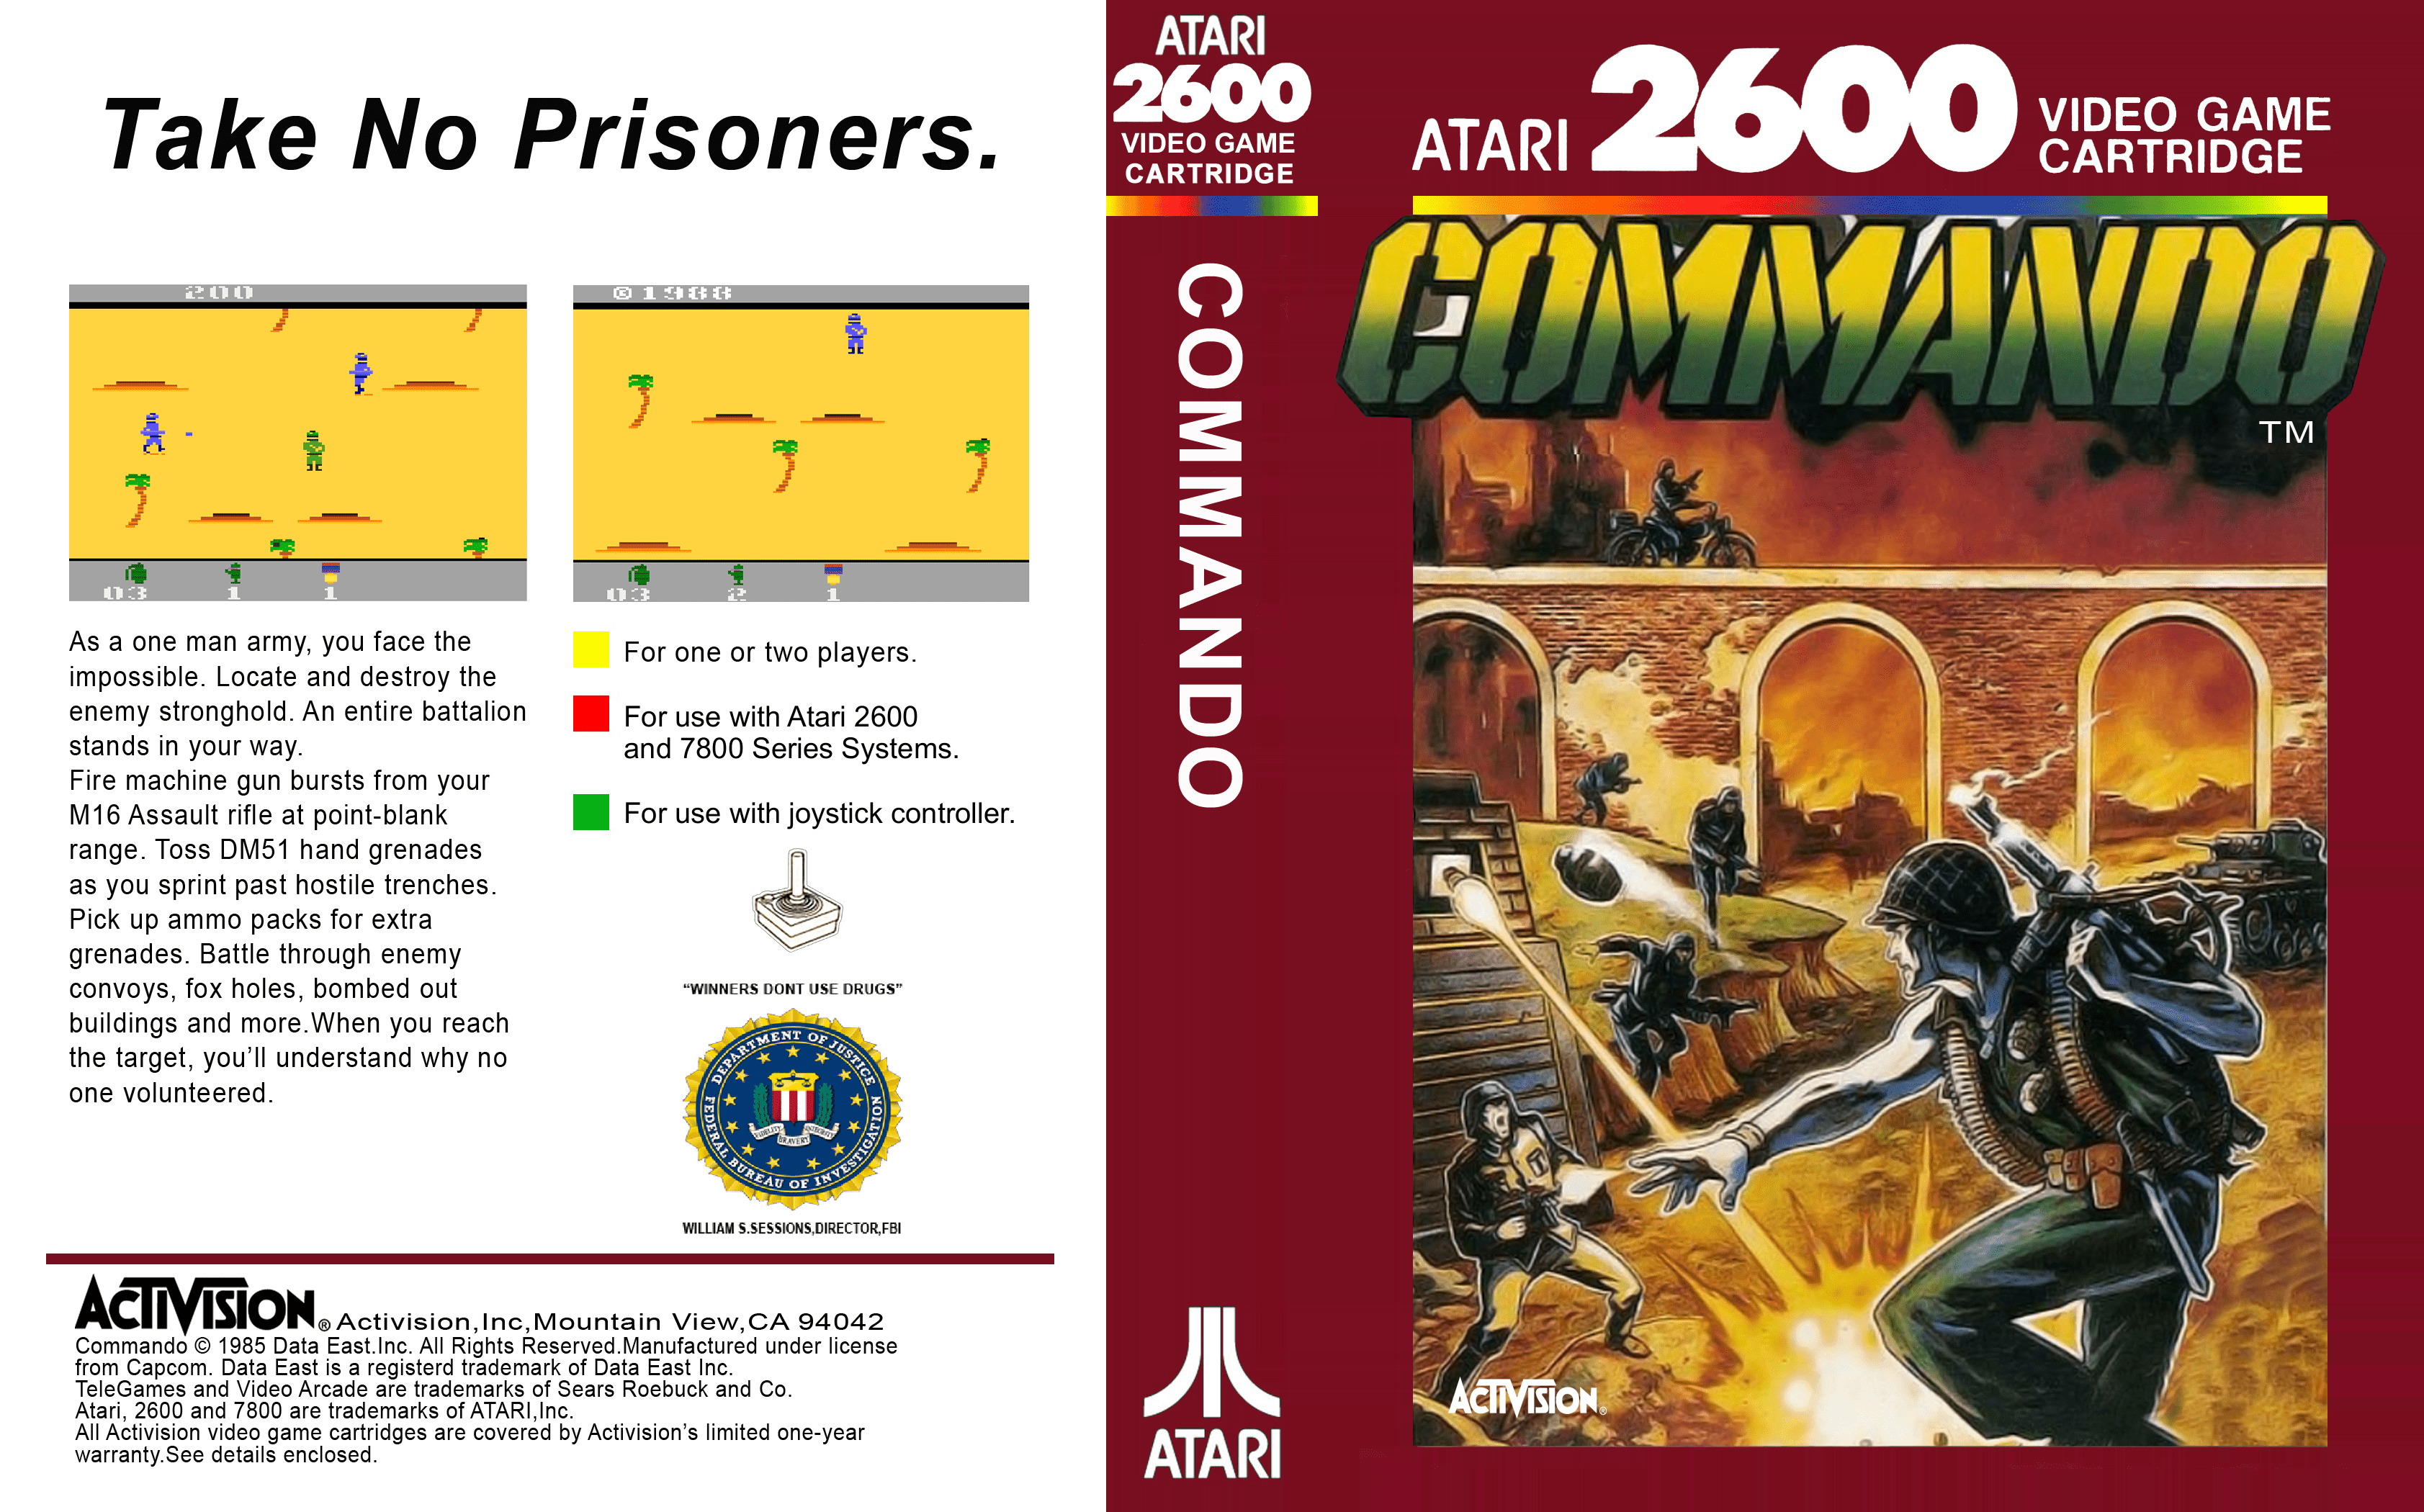 Take No Prisoners.
200
03 1 1
© 1988
03 2 1
As a one man army, you face the
impossible. Locate and destroy the
enemy stronghold. An entire battalion
stands in your way.
Fire machine gun bursts from your
M16 Assault rifle at point-blank
range. Toss DM51 hand grenades
as you sprint past hostile trenches.
Pick up ammo packs for extra
grenades. Battle through enemy
convoys, fox holes, bombed out
buildings and more.When you reach
the target, you’ll understand why no
one volunteered.
For one or two players.
For use with Atari 2600
and 7800 Series Systems.
For use with joystick controller.
“WINNERS DONT USE DRUGS”
DEPARTMENT OF JUSTICE
FEDERAL BUREAU OF INVESTIGATION
FIDELITY BRAVERY INTEGRITY
WILLIAM S.SESSIONS,DIRECTOR,FBI
ACTIVISION® Activision,Inc,Mountain View,CA 94042
Commando © 1985 Data East.Inc. All Rights Reserved.Manufactured under license
from Capcom. Data East is a registerd trademark of Data East Inc.
TeleGames and Video Arcade are trademarks of Sears Roebuck and Co.
Atari, 2600 and 7800 are trademarks of ATARI,Inc.
All Activision video game cartridges are covered by Activision’s limited one-year
warranty.See details enclosed.
ATARI
2600
VIDEO GAME
CARTRIDGE
COMMANDO
ATARI
ATARI 2600 VIDEO GAME
CARTRIDGE
COMMANDO
TM
ACTIVISION®